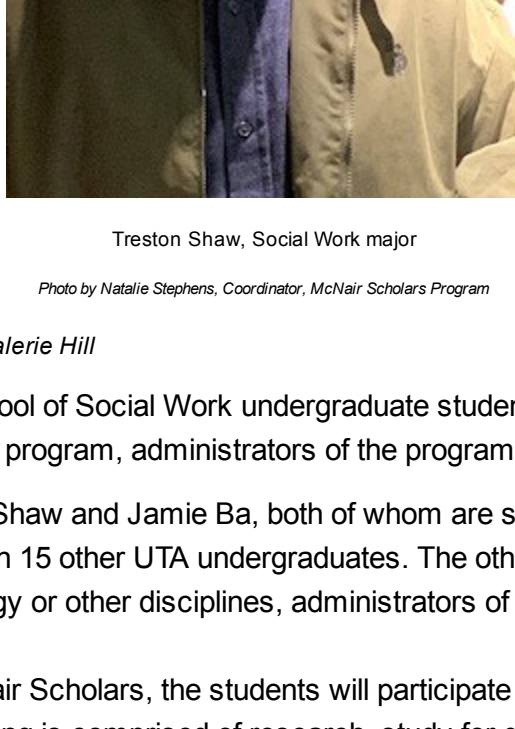 Treston Shaw, Social Work major
Photo by Natalie Stephens, Coordinator, McNair Scholars Program
alerie Hill
ool of Social Work undergraduate studen
program, administrators of the program
Shaw and Jamie Ba, both of whom are s
n 15 other UTA undergraduates. The oth
gy or other disciplines, administrators of
air Scholars, the students will participate
ng is comprised of research, study for g